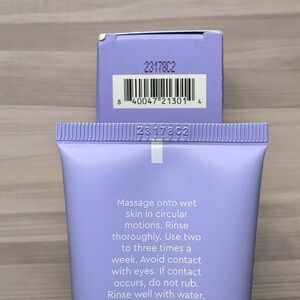 23178C2
8 40047 21301 4
23178C2
Massage onto wet
skin in circular
motions. Rinse
thoroughly. Use two
to three times a
week. Avoid contact
with eyes. If contact
occurs, do not rub.
Rinse well with water.